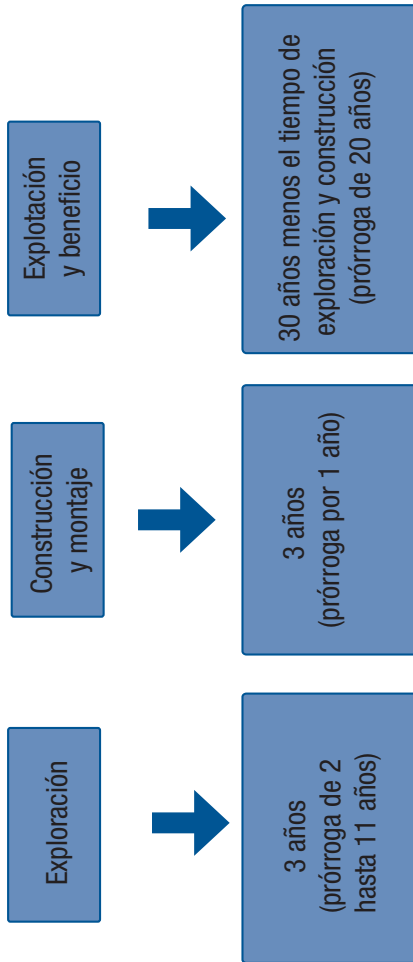 Exploración
3 años
(prórroga de 2
hasta 11 años)
Construcción
y montaje
3 años
(prórroga por 1 año)
Explotación
y beneficio
30 años menos el tiempo de
exploración y construcción
(prórroga de 20 años)